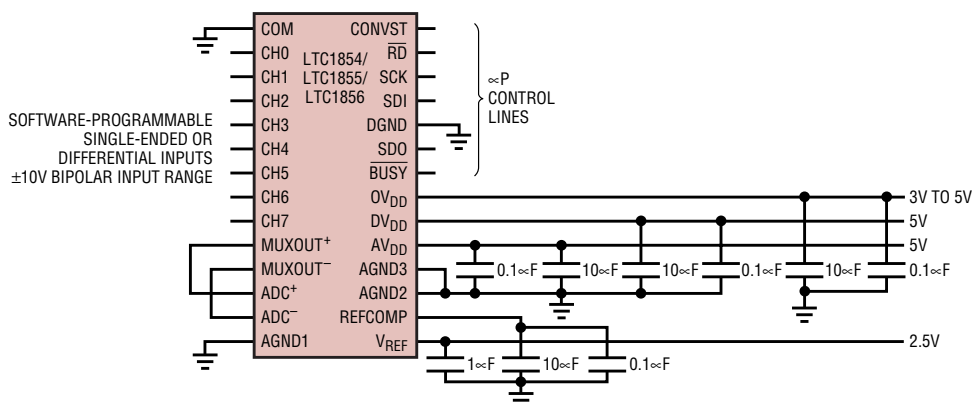 COM
CH0
CH1
CH2
CH3
CH4
CH5
CH6
CH7
MUXOUT+
MUXOUT−
ADC+
ADC−
AGND1
LTC1854/
LTC1855/
LTC1856
CONVST
RD
SCK
SDI
DGND
SDO
BUSY
OVDD
DVDD
AVDD
AGND3
AGND2
REFCOMP
VREF
SOFTWARE-PROGRAMMABLE
SINGLE-ENDED OR
DIFFERENTIAL INPUTS
±10V BIPOLAR INPUT RANGE
∝P
CONTROL
LINES
3V TO 5V
5V
5V
0.1∝F
10∝F
10∝F
0.1∝F
10∝F
0.1∝F
2.5V
1∝F
10∝F
0.1∝F